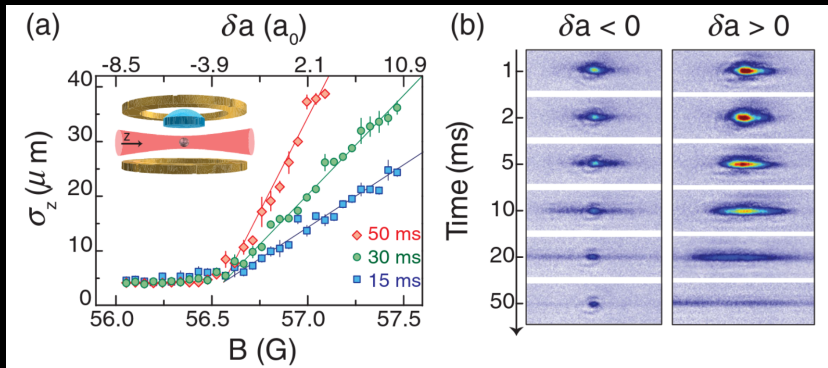 (a)
δa (a₀)
-8.5 -3.9 2.1 10.9
40
30
20
10
0
σz (μ m)
z
50 ms
30 ms
15 ms
56.0 56.5 57.0 57.5
B (G)
(b)
δa < 0 δa > 0
Time (ms)
1
2
5
10
20
50